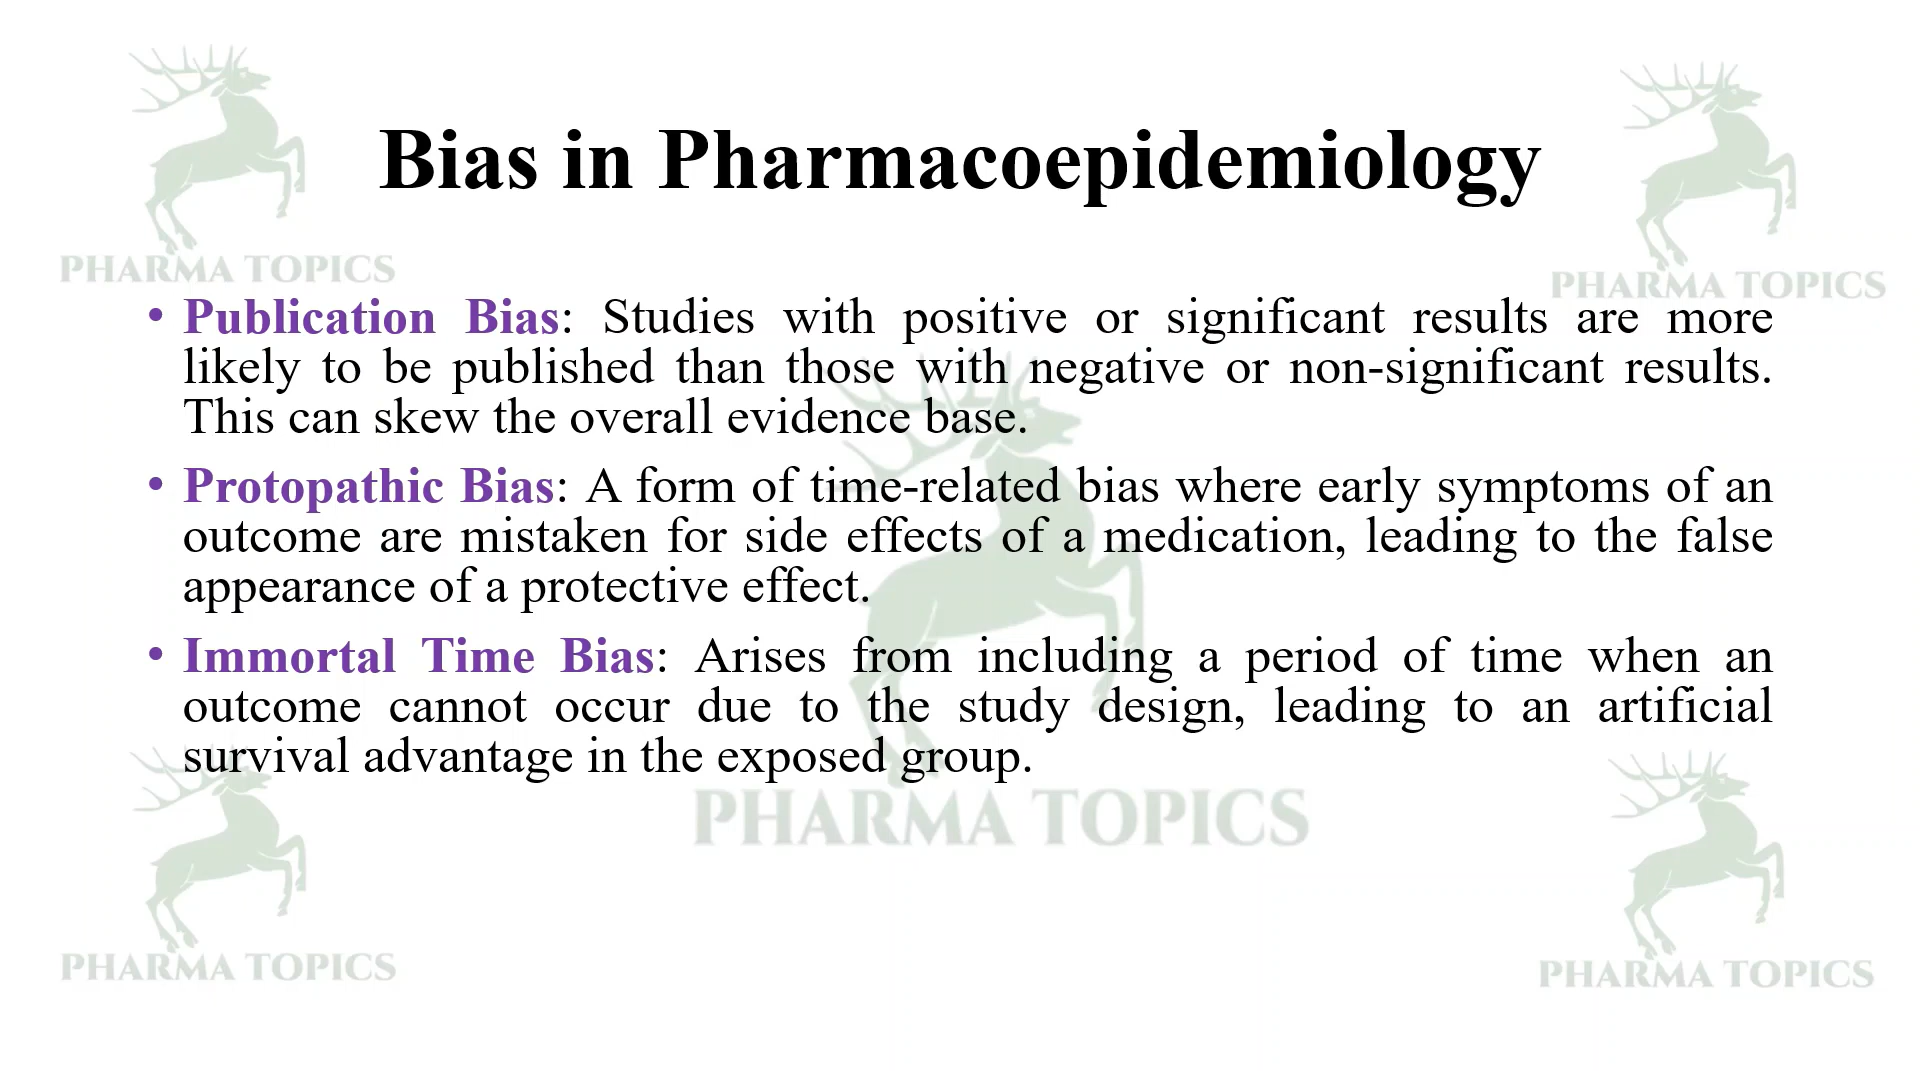 Bias in Pharmacoepidemiology
PHARMA TOPICS
PHARMA TOPICS
• Publication Bias: Studies with positive or significant results are more
likely to be published than those with negative or non-significant results.
This can skew the overall evidence base.
• Protopathic Bias: A form of time-related bias where early symptoms of an
outcome are mistaken for side effects of a medication, leading to the false
appearance of a protective effect.
• Immortal Time Bias: Arises from including a period of time when an
outcome cannot occur due to the study design, leading to an artificial
survival advantage in the exposed group.
PHARMA TOPICS
PHARMA TOPICS
PHARMA TOPICS